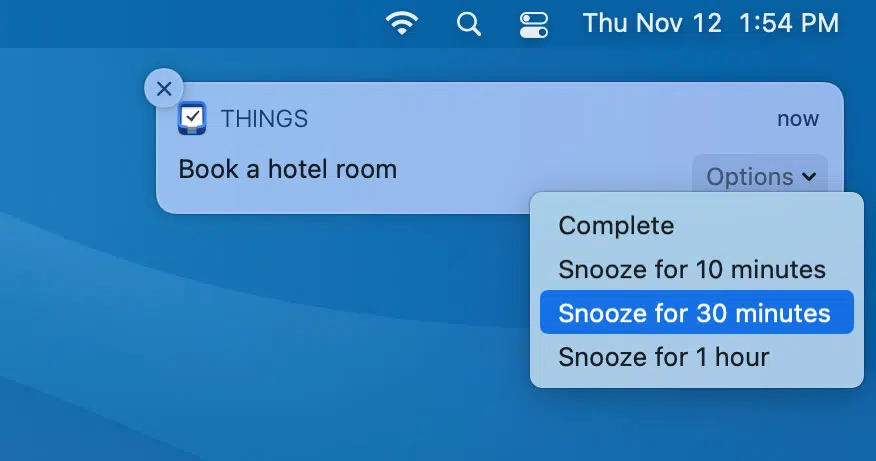 Thu Nov 12 1:54 PM
THINGS now
Book a hotel room
Options
Complete
Snooze for 10 minutes
Snooze for 30 minutes
Snooze for 1 hour